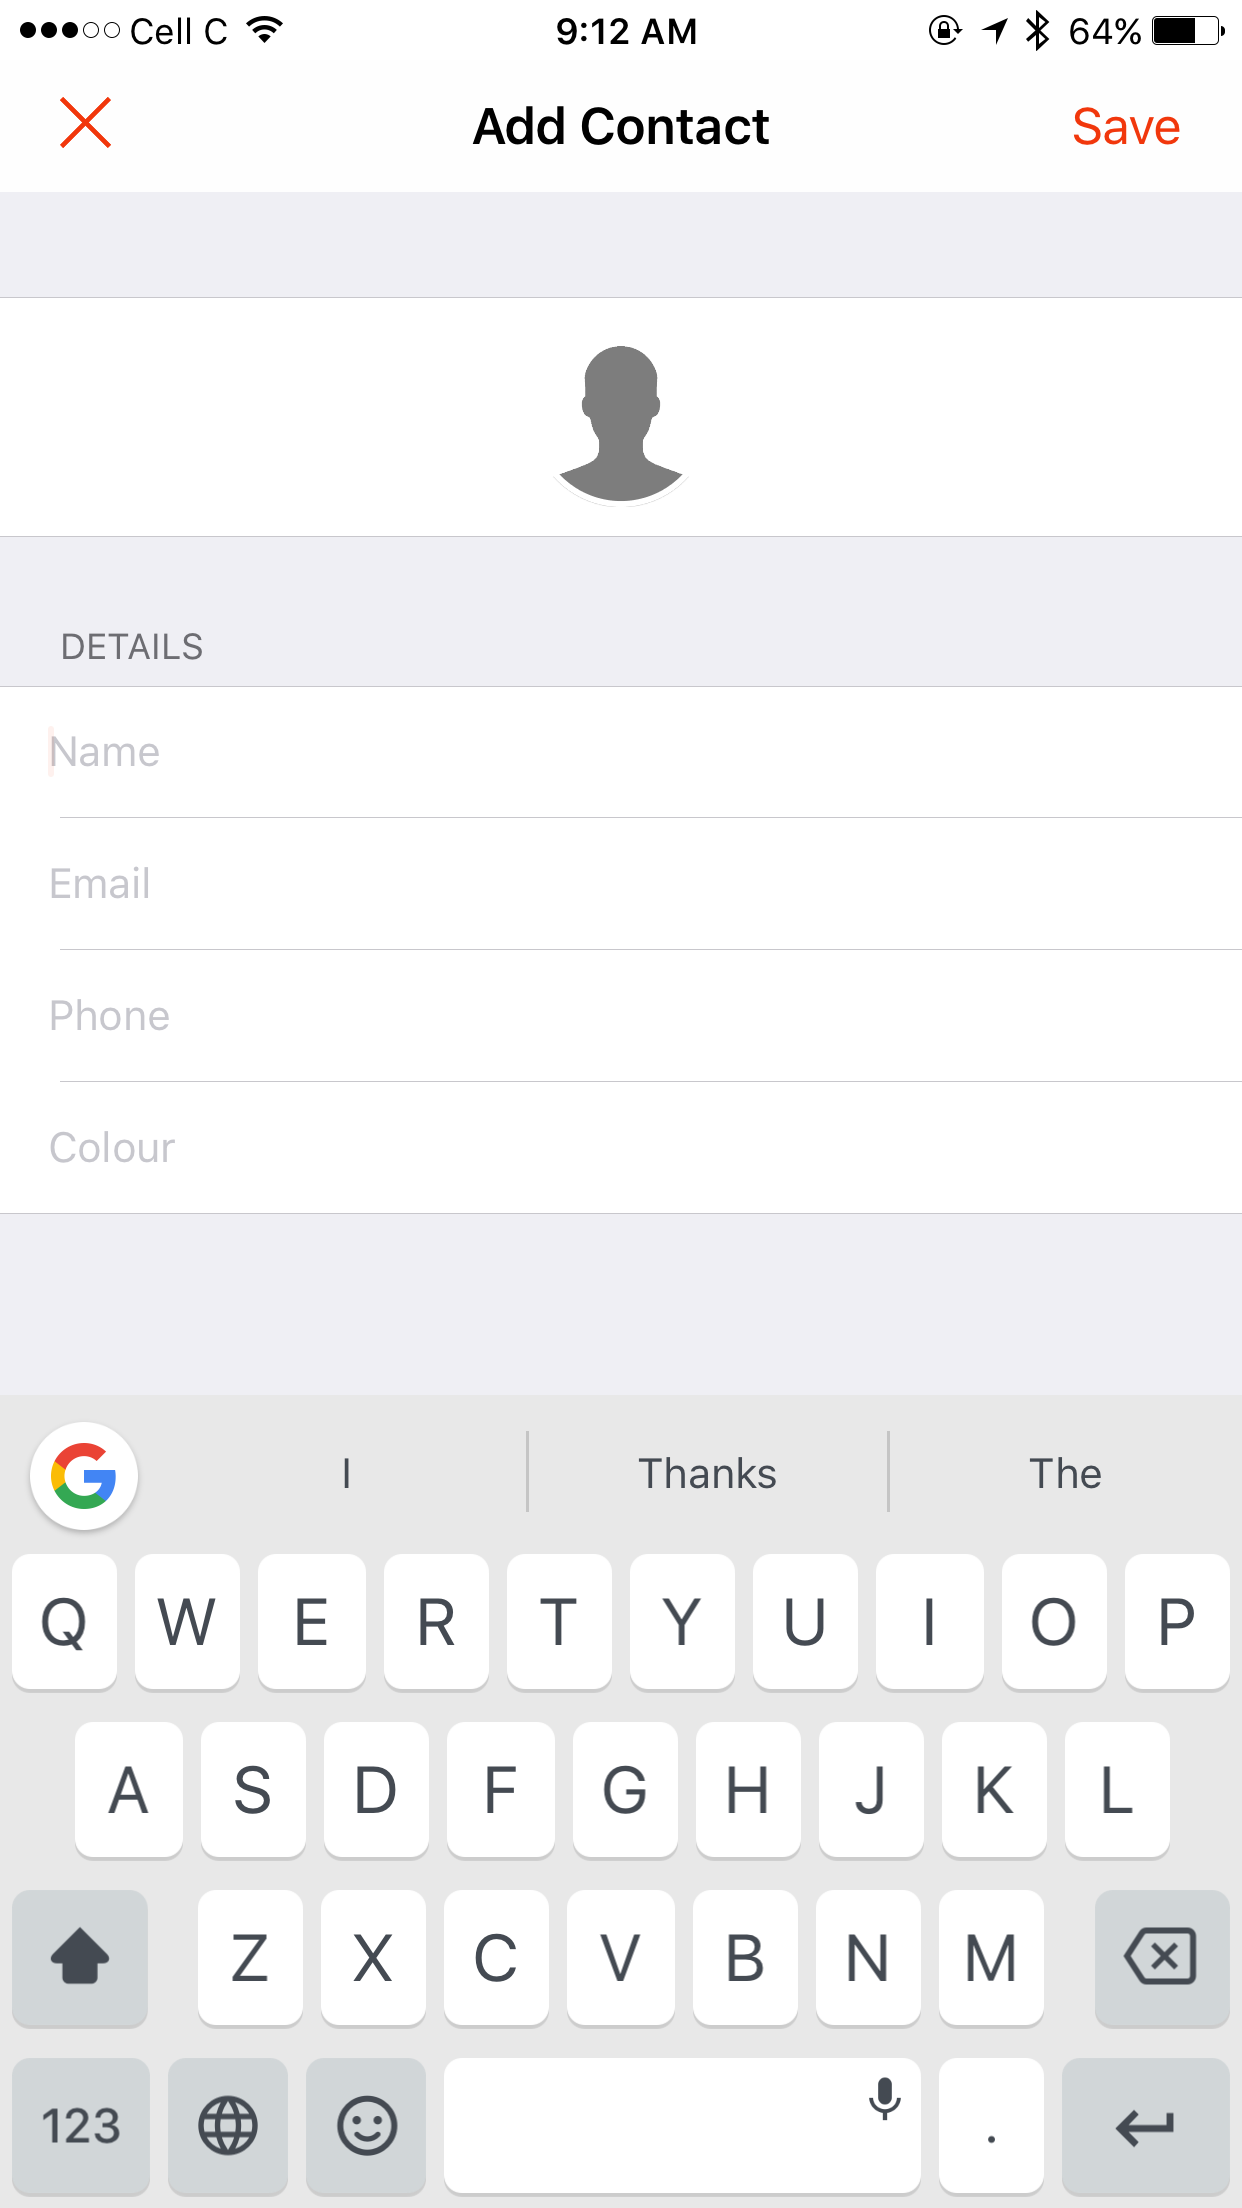 Cell C 9:12 AM 64%
Add Contact Save
DETAILS
Name
Email
Phone
Colour
G I Thanks The
Q W E R T Y U I O P
A S D F G H J K L
Z X C V B N M
123 .